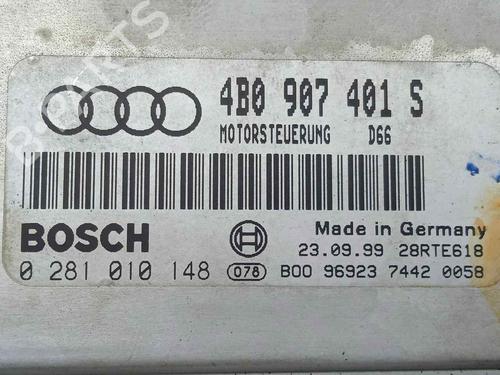 4B0 907 401 S
MOTORSTEUERUNG D66
BOSCH
Made in Germany
23.09.99 28RTE618
0 281 010 148 078 B00 96923 7442 0058
B-PARTS